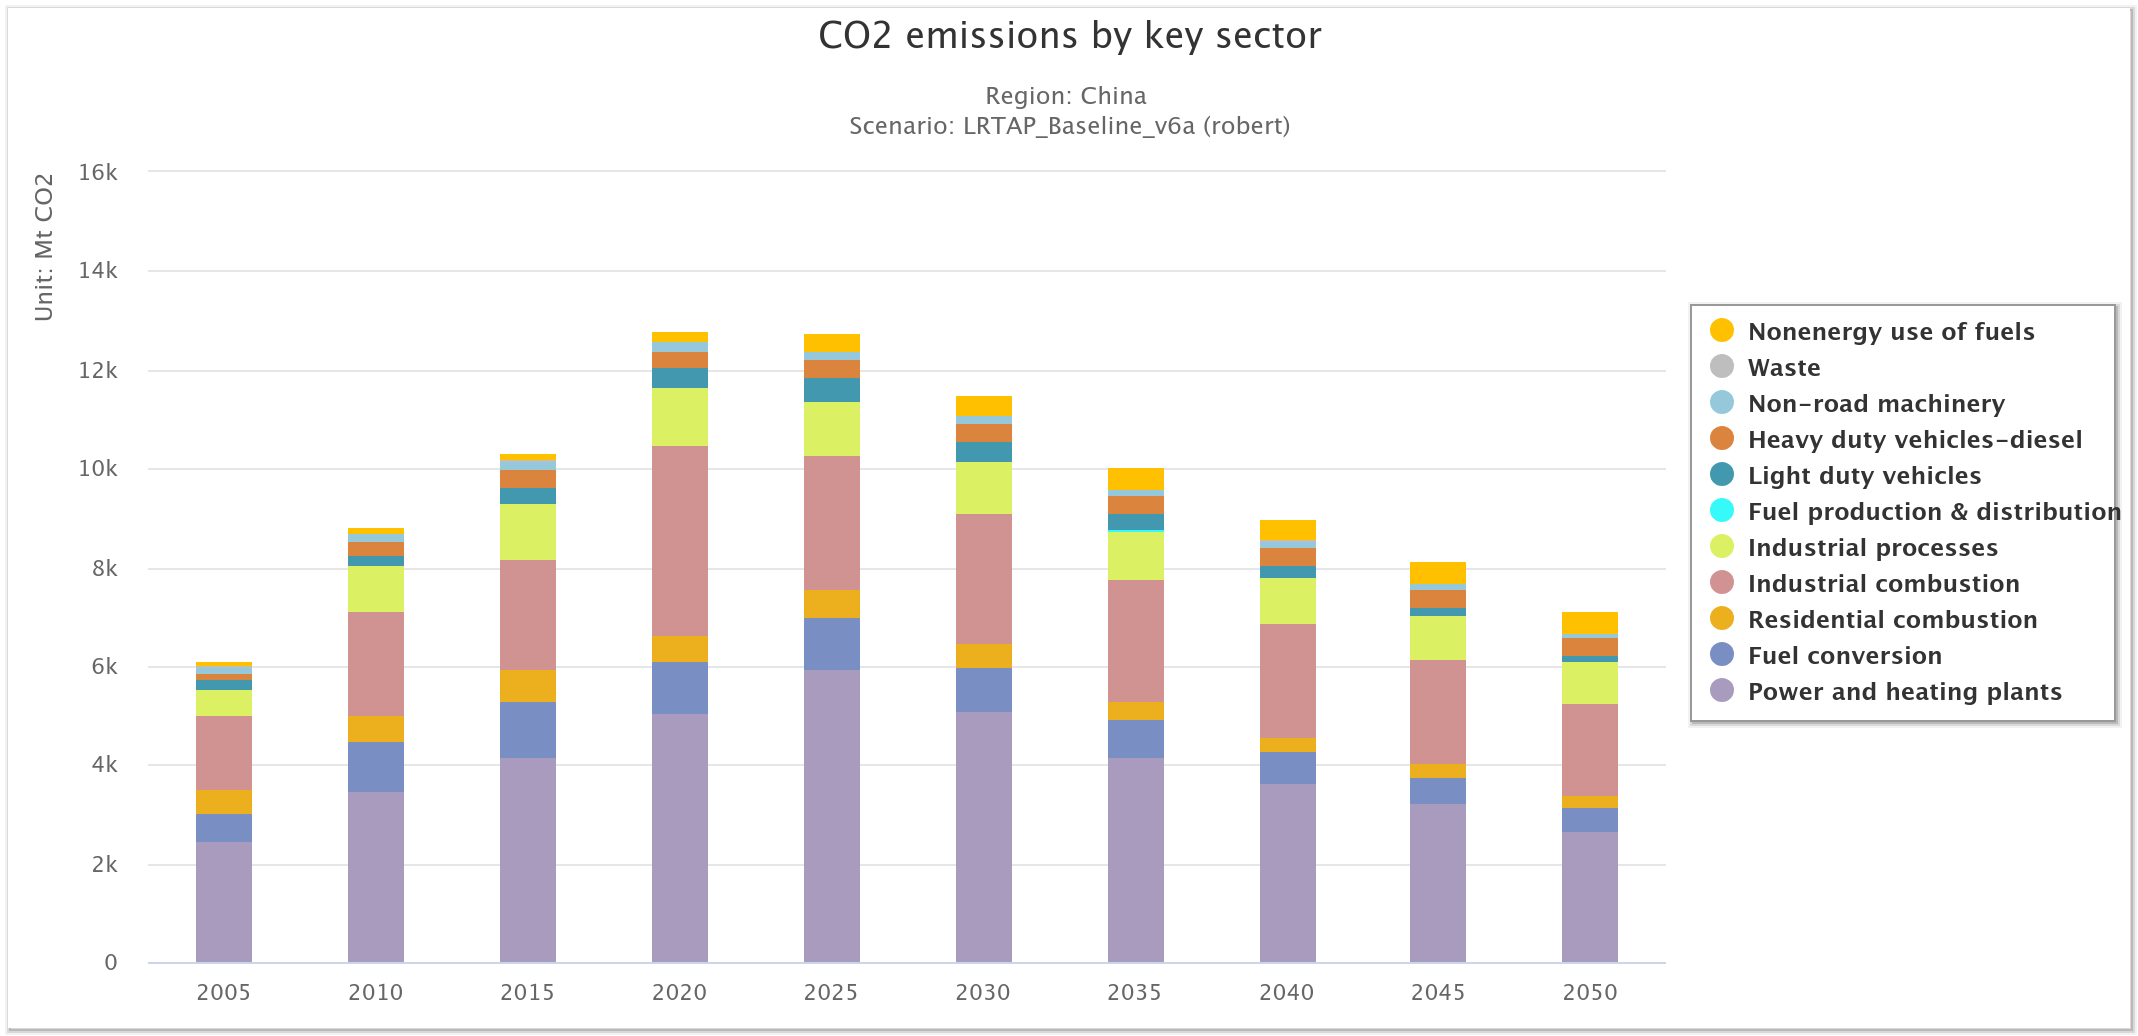 CO2 emissions by key sector
Region: China
Scenario: LRTAP_Baseline_v6a (robert)
Unit: Mt CO2
16k
14k
12k
10k
8k
6k
4k
2k
0
2005 2010 2015 2020 2025 2030 2035 2040 2045 2050
Nonenergy use of fuels
Waste
Non-road machinery
Heavy duty vehicles-diesel
Light duty vehicles
Fuel production & distribution
Industrial processes
Industrial combustion
Residential combustion
Fuel conversion
Power and heating plants